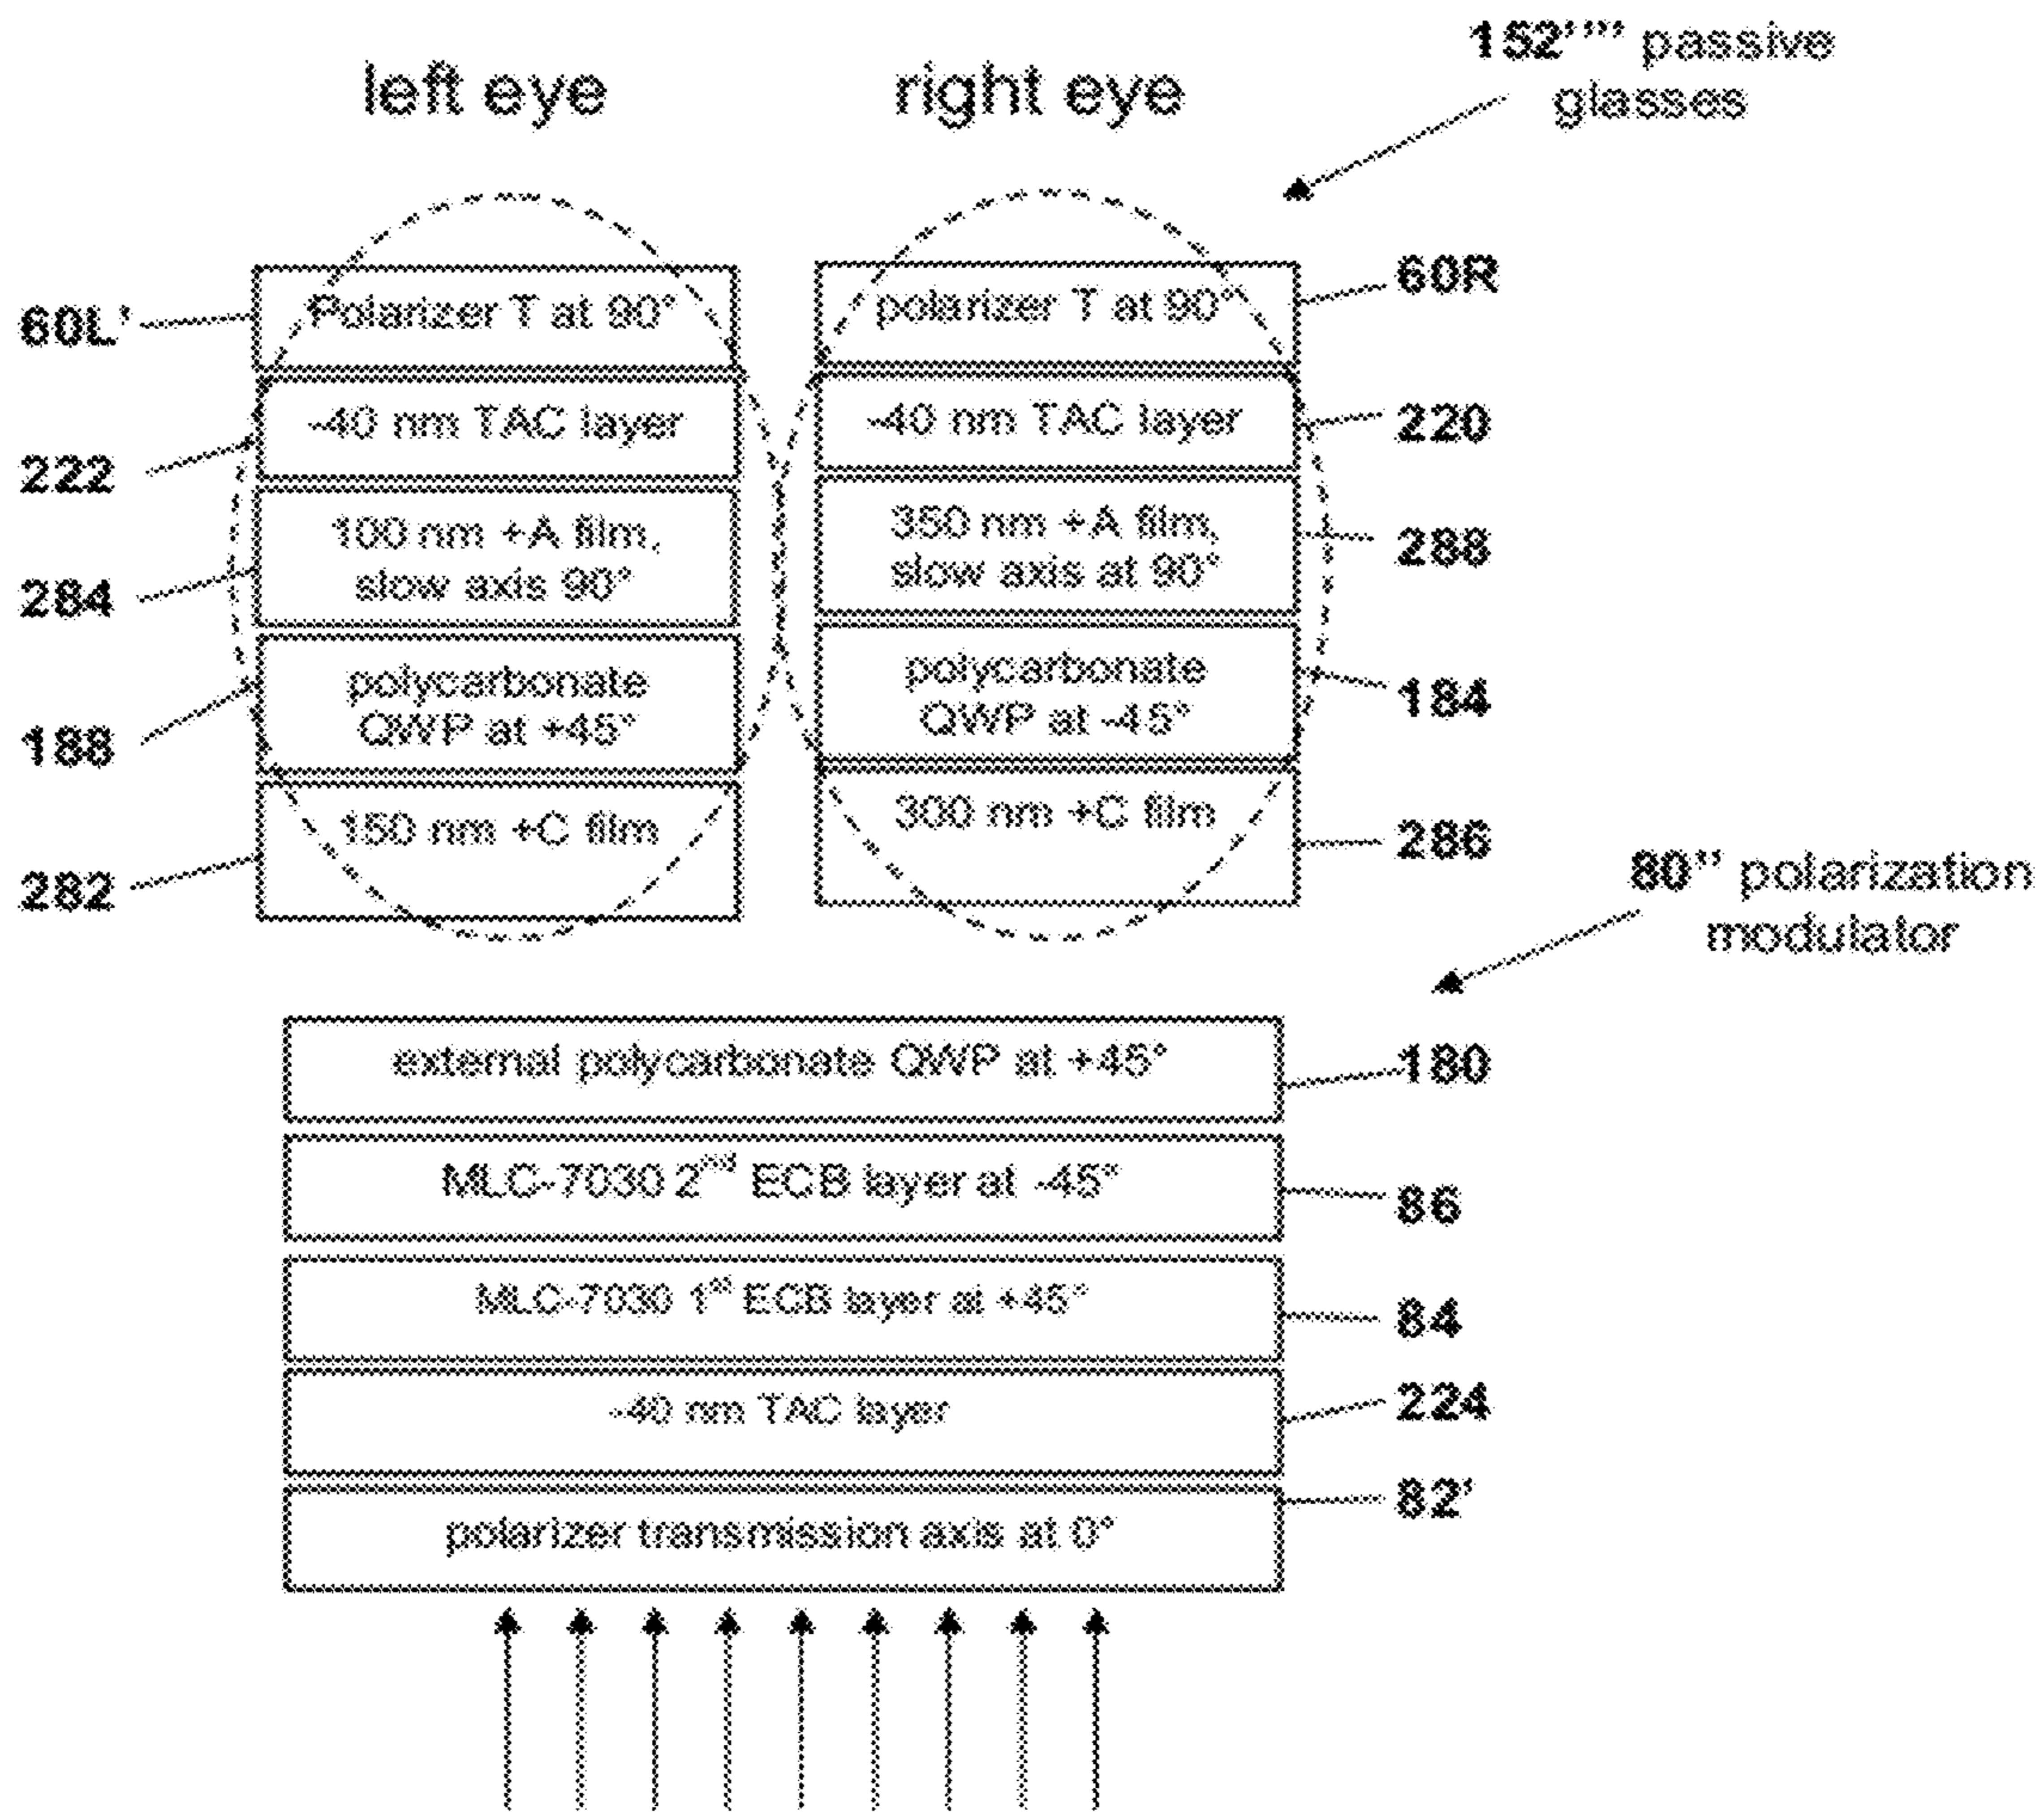 152'''' passive
glasses
left eye
right eye
60L'
Polarizer T at 90°
polarizer T at 90°
60R
222
-40 nm TAC layer
-40 nm TAC layer
220
284
100 nm +A film,
slow axis 90°
350 nm +A film,
slow axis at 90°
288
188
polycarbonate
QWP at +45°
polycarbonate
QWP at -45°
184
282
150 nm +C film
300 nm +C film
286
80'' polarization
modulator
external polycarbonate QWP at +45°
180
MLC-7030 2nd ECB layer at -45°
86
MLC-7030 1st ECB layer at +45°
84
-40 nm TAC layer
224
polarizer transmission axis at 0°
82'